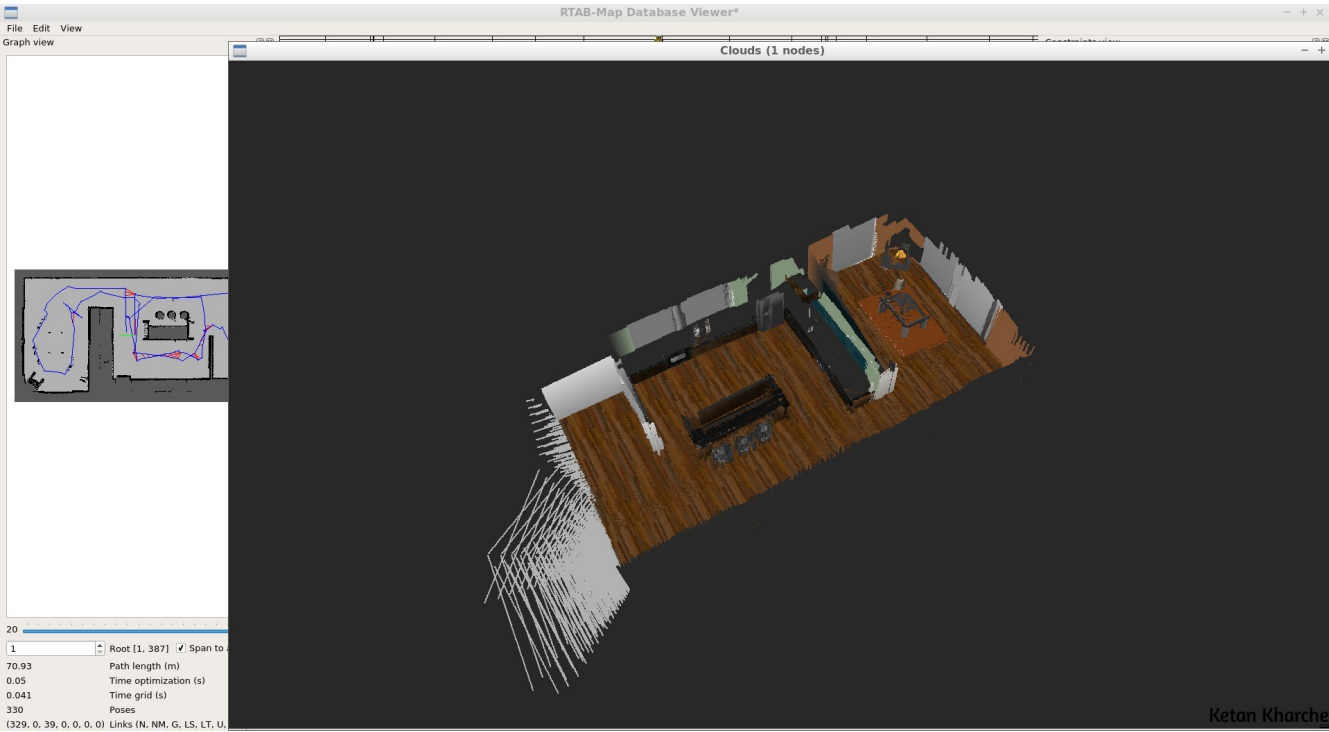 RTAB-Map Database Viewer*
File Edit View
Graph view
Clouds (1 nodes)
20
1 Root [1, 387] Span to
70.93 Path length (m)
0.05 Time optimization (s)
0.041 Time grid (s)
330 Poses
(329, 0, 39, 0, 0, 0, 0) Links (N, NM, G, LS, LT, U,
Ketan Kharche